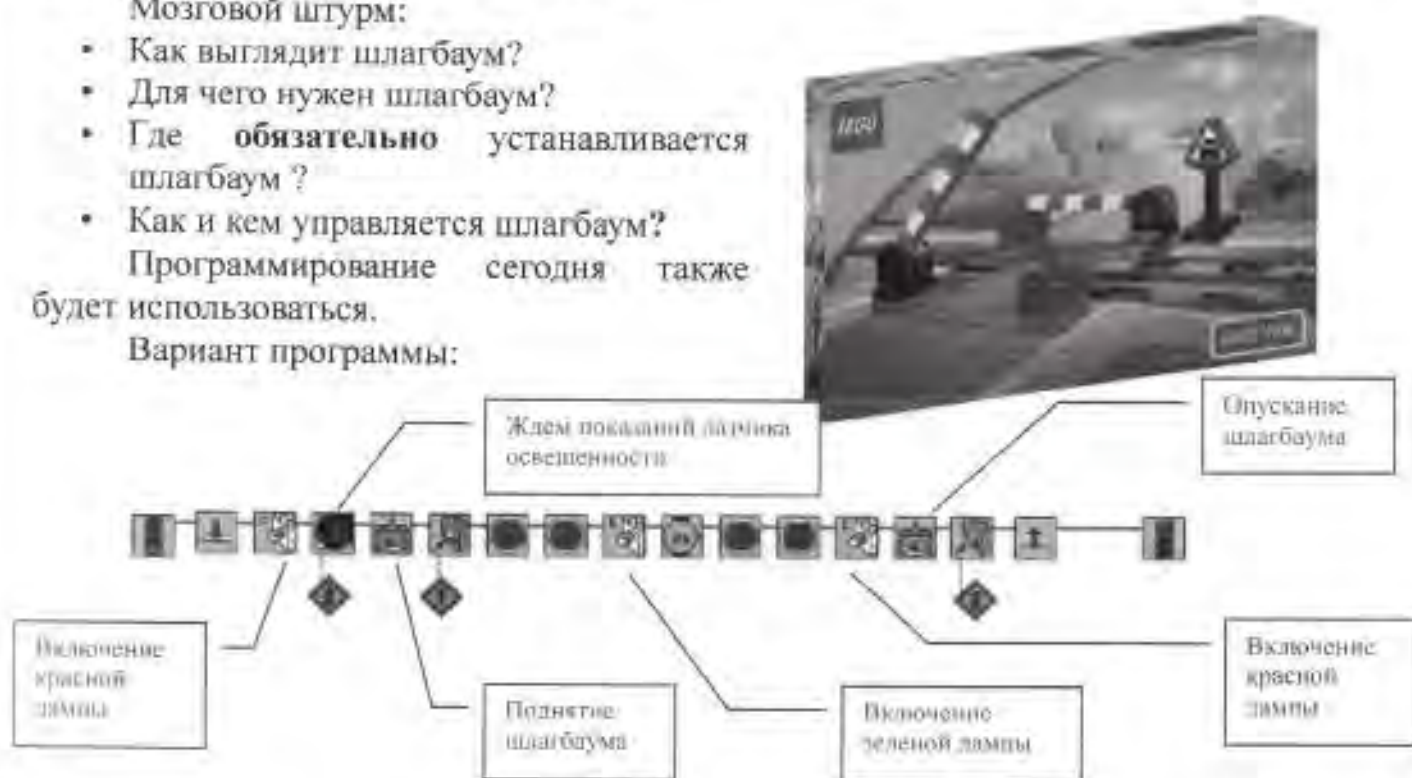 Мозговой штурм:
• Как выглядит шлагбаум?
• Для чего нужен шлагбаум?
• Где обязательно устанавливается
шлагбаум ?
• Как и кем управляется шлагбаум?
Программирование сегодня также
будет использоваться.
Вариант программы:
LEGO
Ждем показаний датчика
освещенности
Опускание
шлагбаума
Включение
красной
лампы
Поднятие
шлагбаума
Включение
зеленой лампы
Включение
красной
лампы